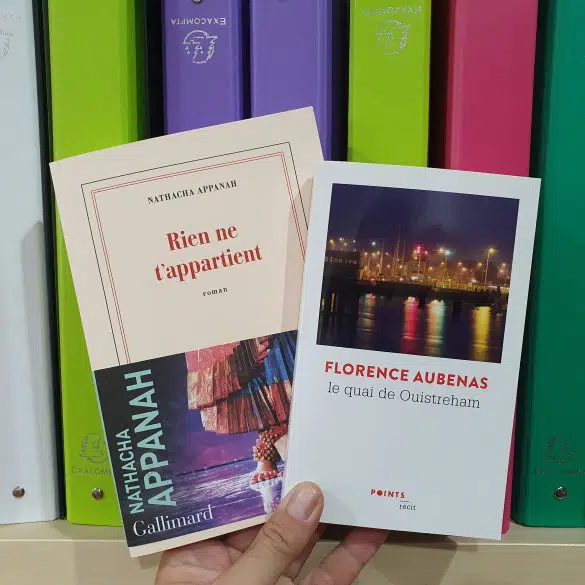 EXACOMPTA
EXACOMPTA
NATHACHA APPANAH
Rien ne
t'appartient
roman
NATHACHA
APPANAH
Gallimard
FLORENCE AUBENAS
le quai de Ouistreham
POINTS
récit